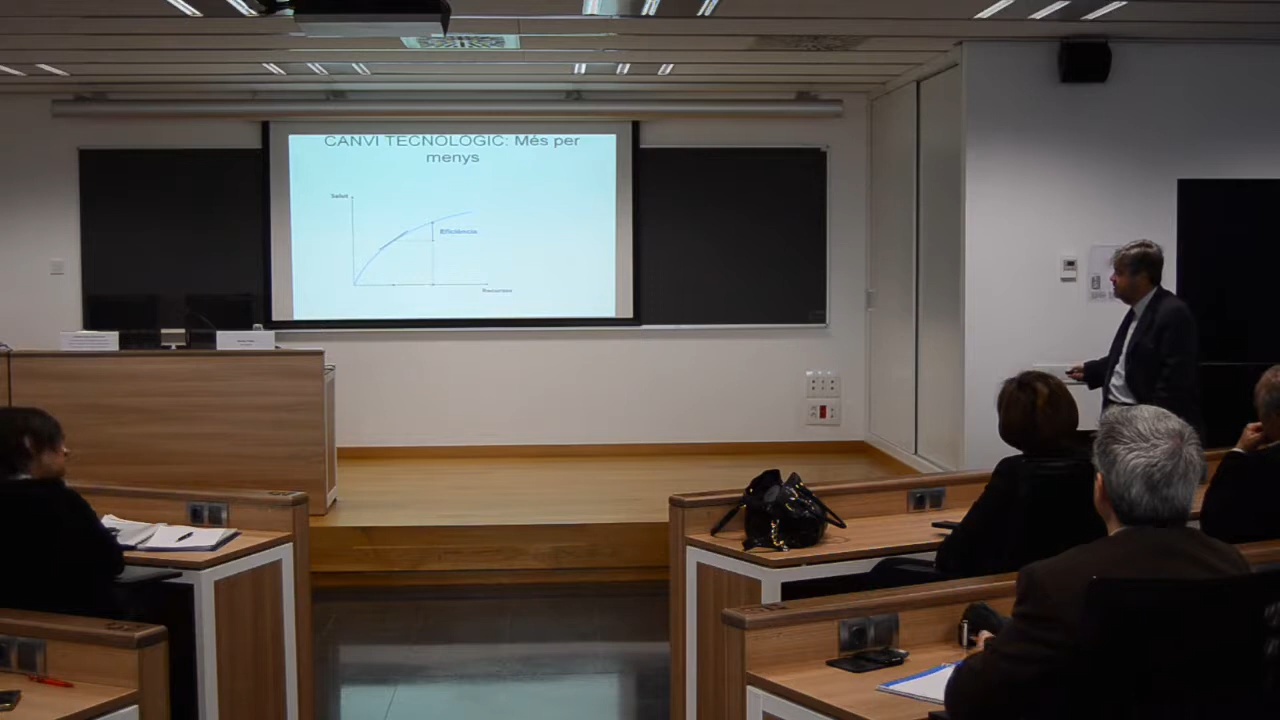 CANVI TECNOLÒGIC: Més per
menys
Salut
Eficiència
Recursos